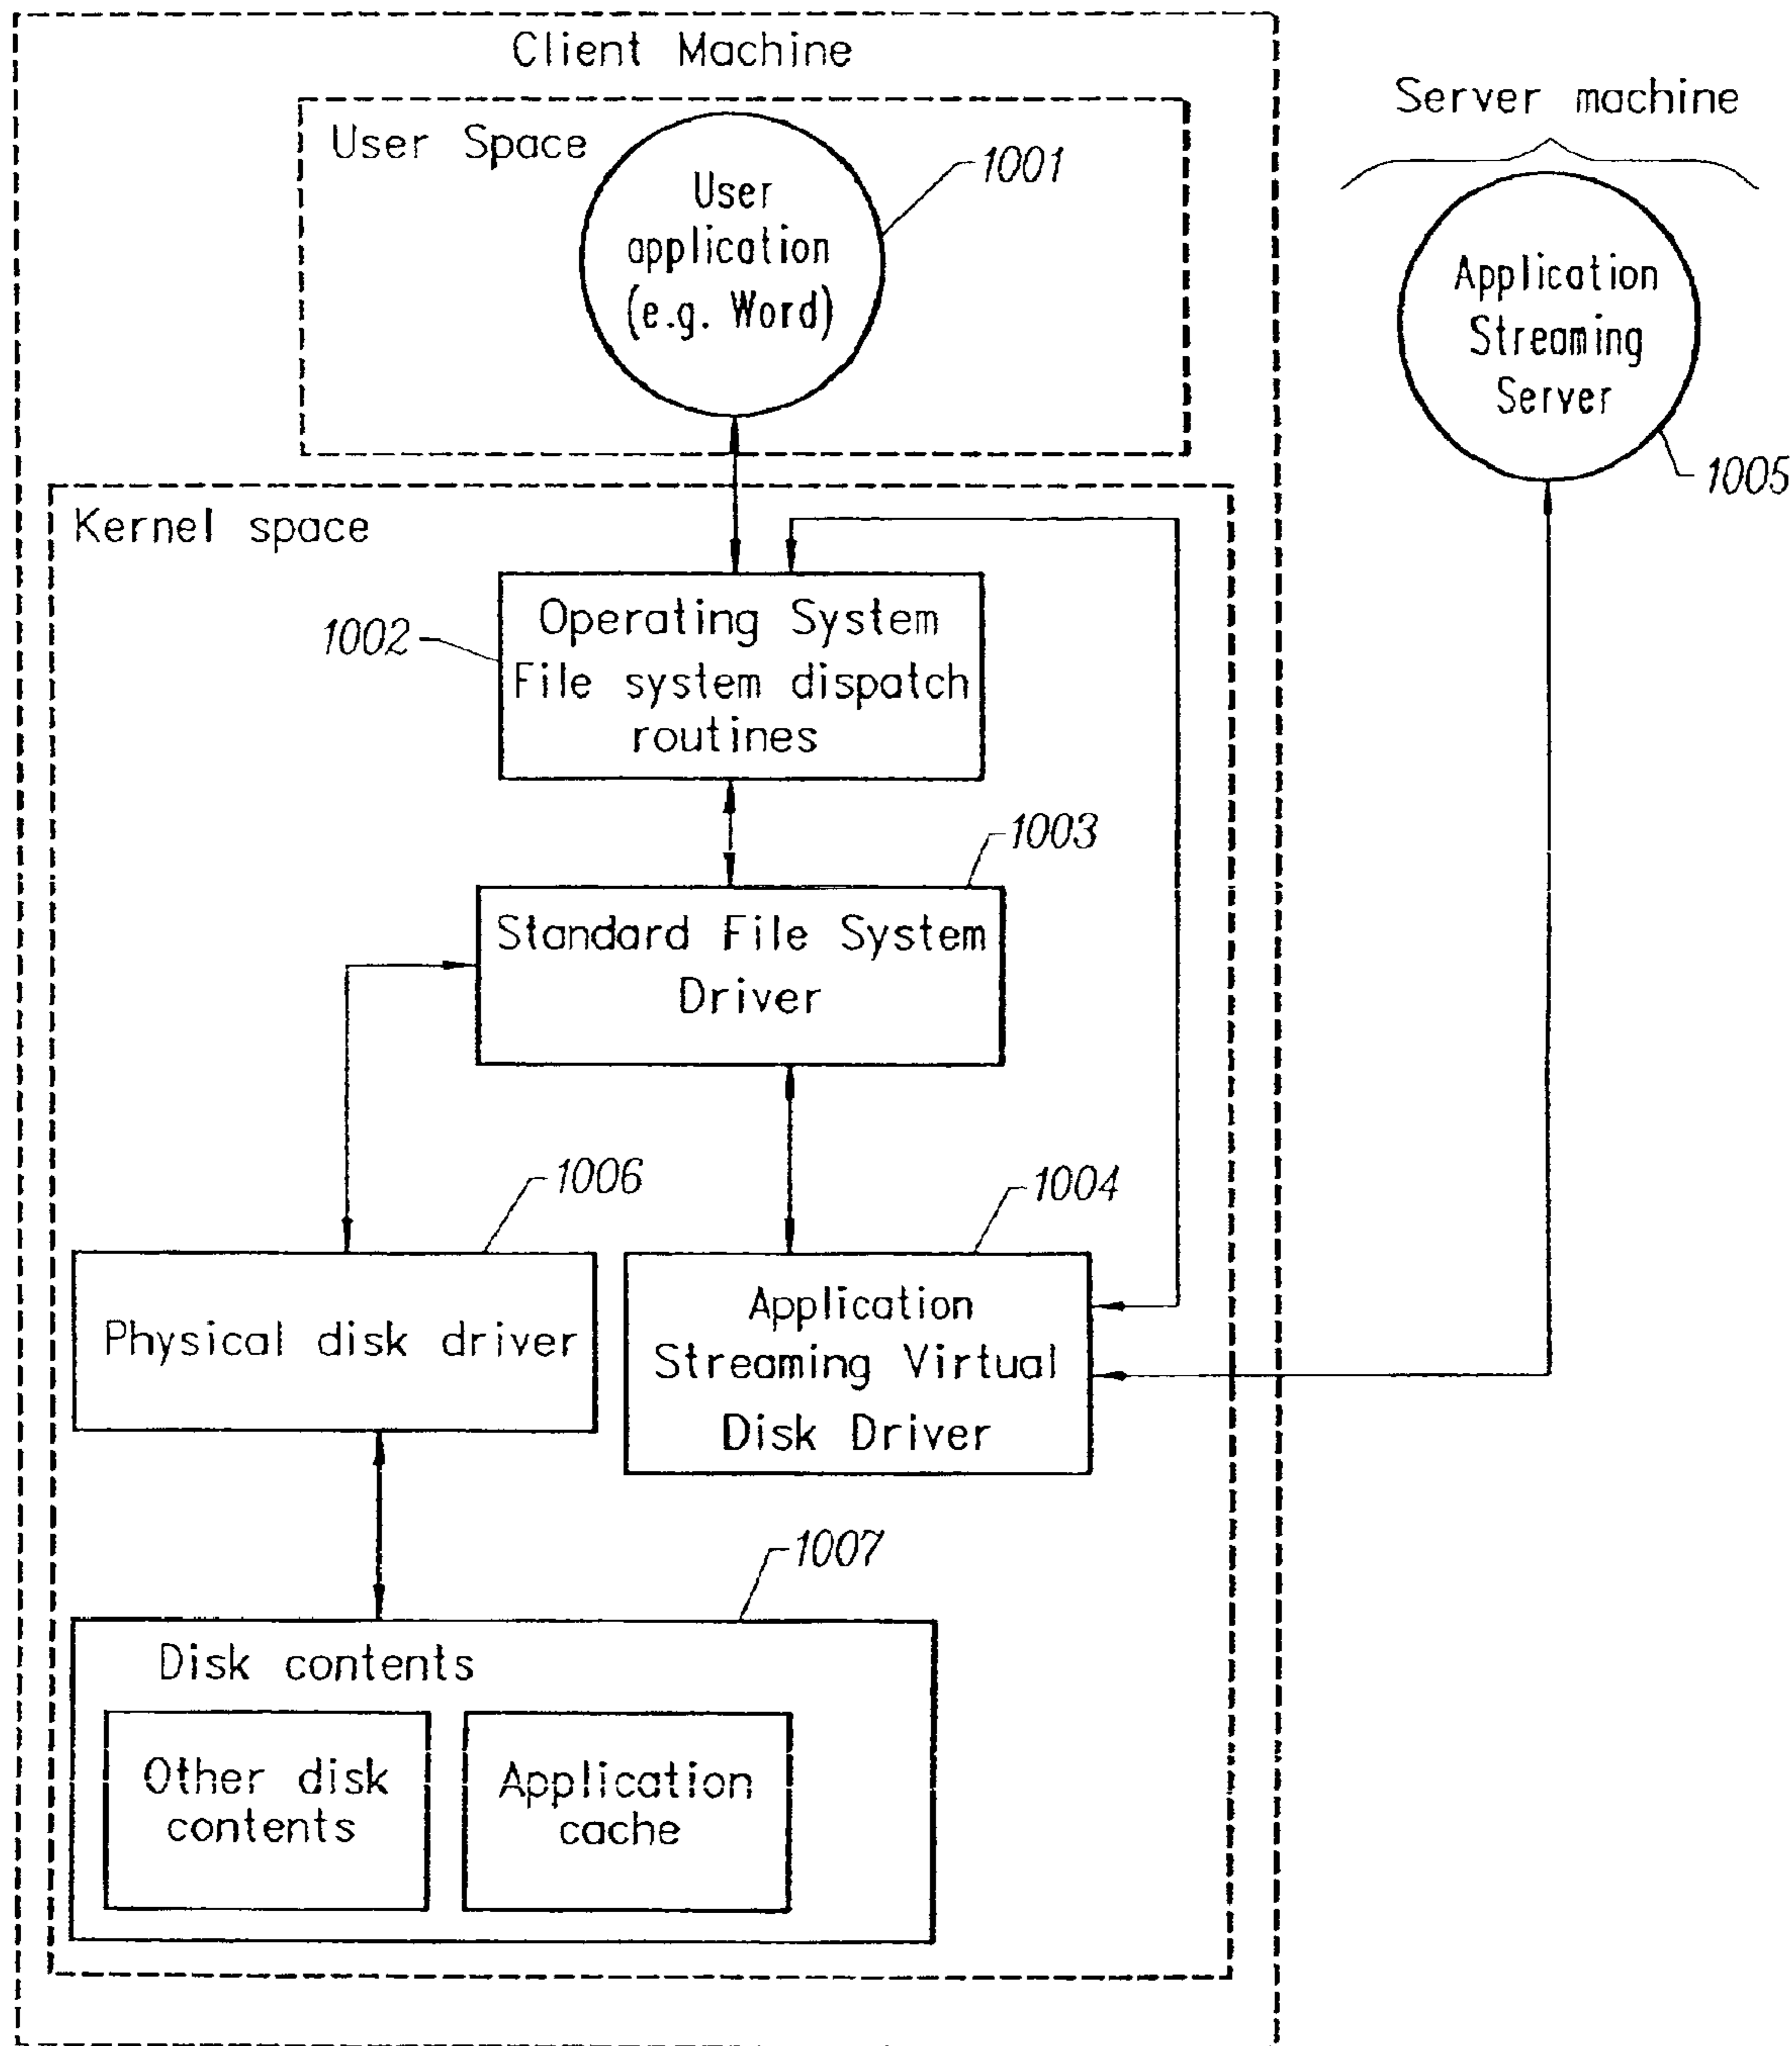 Client Machine
Server machine
User Space
1001
User
application
(e.g. Word)
Application
Streaming
Server
1005
Kernel space
1002
Operating System
File system dispatch
routines
1003
Standard File System
Driver
1006
1004
Physical disk driver
Application
Streaming Virtual
Disk Driver
1007
Disk contents
Other disk
contents
Application
cache